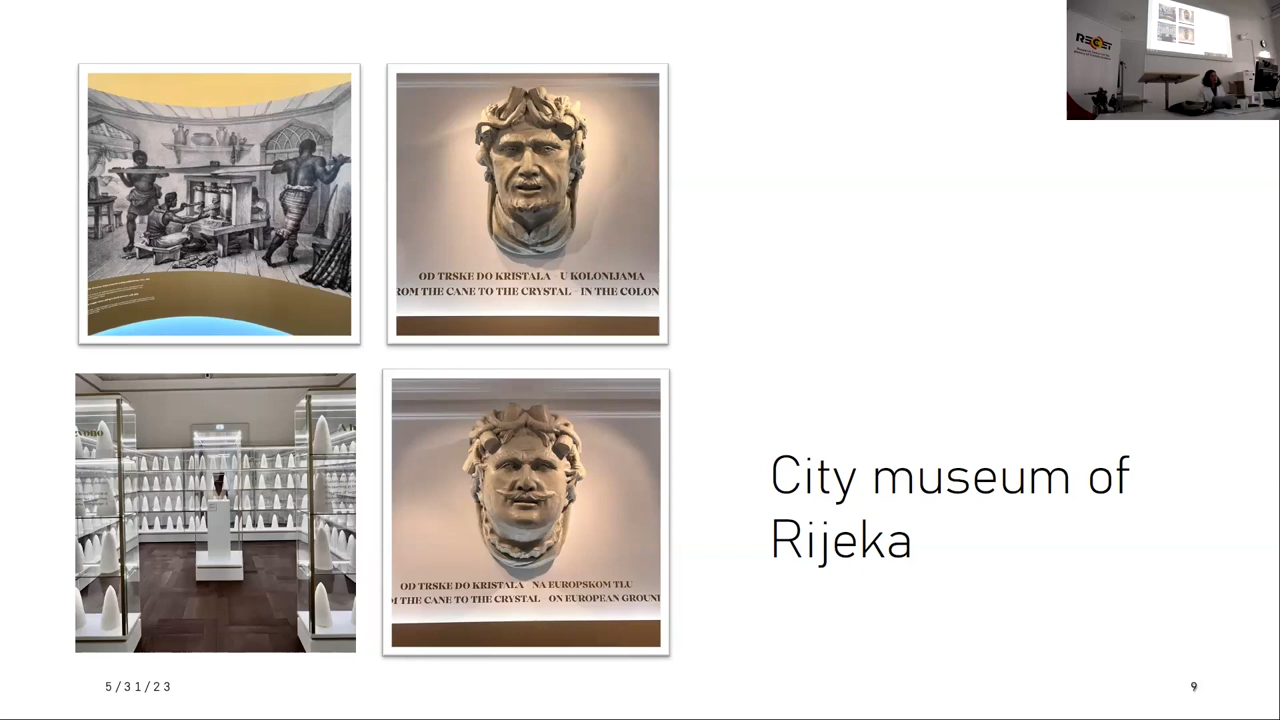 RECET
OD TRSKE DO KRISTALA - U KOLONIJAMA
ROM THE CANE TO THE CRYSTAL - IN THE COLON
OD TRSKE DO KRISTALA - NA EUROPSKOM TLU
M THE CANE TO THE CRYSTAL - ON EUROPEAN GROUN
City museum of
Rijeka
5/31/23
9